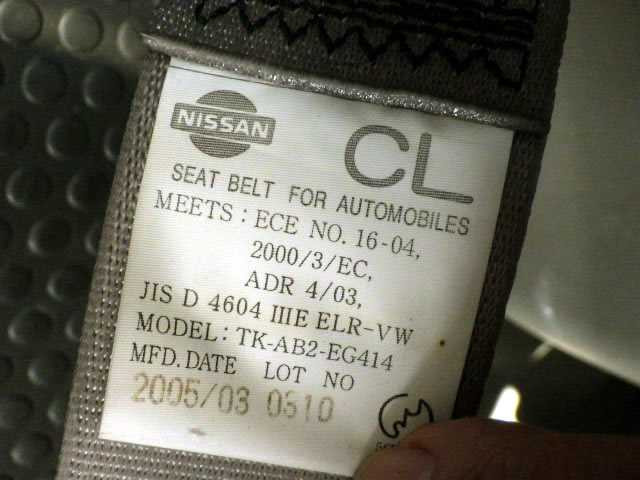 NISSAN
CL
SEAT BELT FOR AUTOMOBILES
MEETS : ECE NO. 16-04,
2000/3/EC,
ADR 4/03,
JIS D 4604 IIIE ELR-VW
MODEL: TK-AB2-EG414
MFD.DATE LOT NO
2005/03 0310